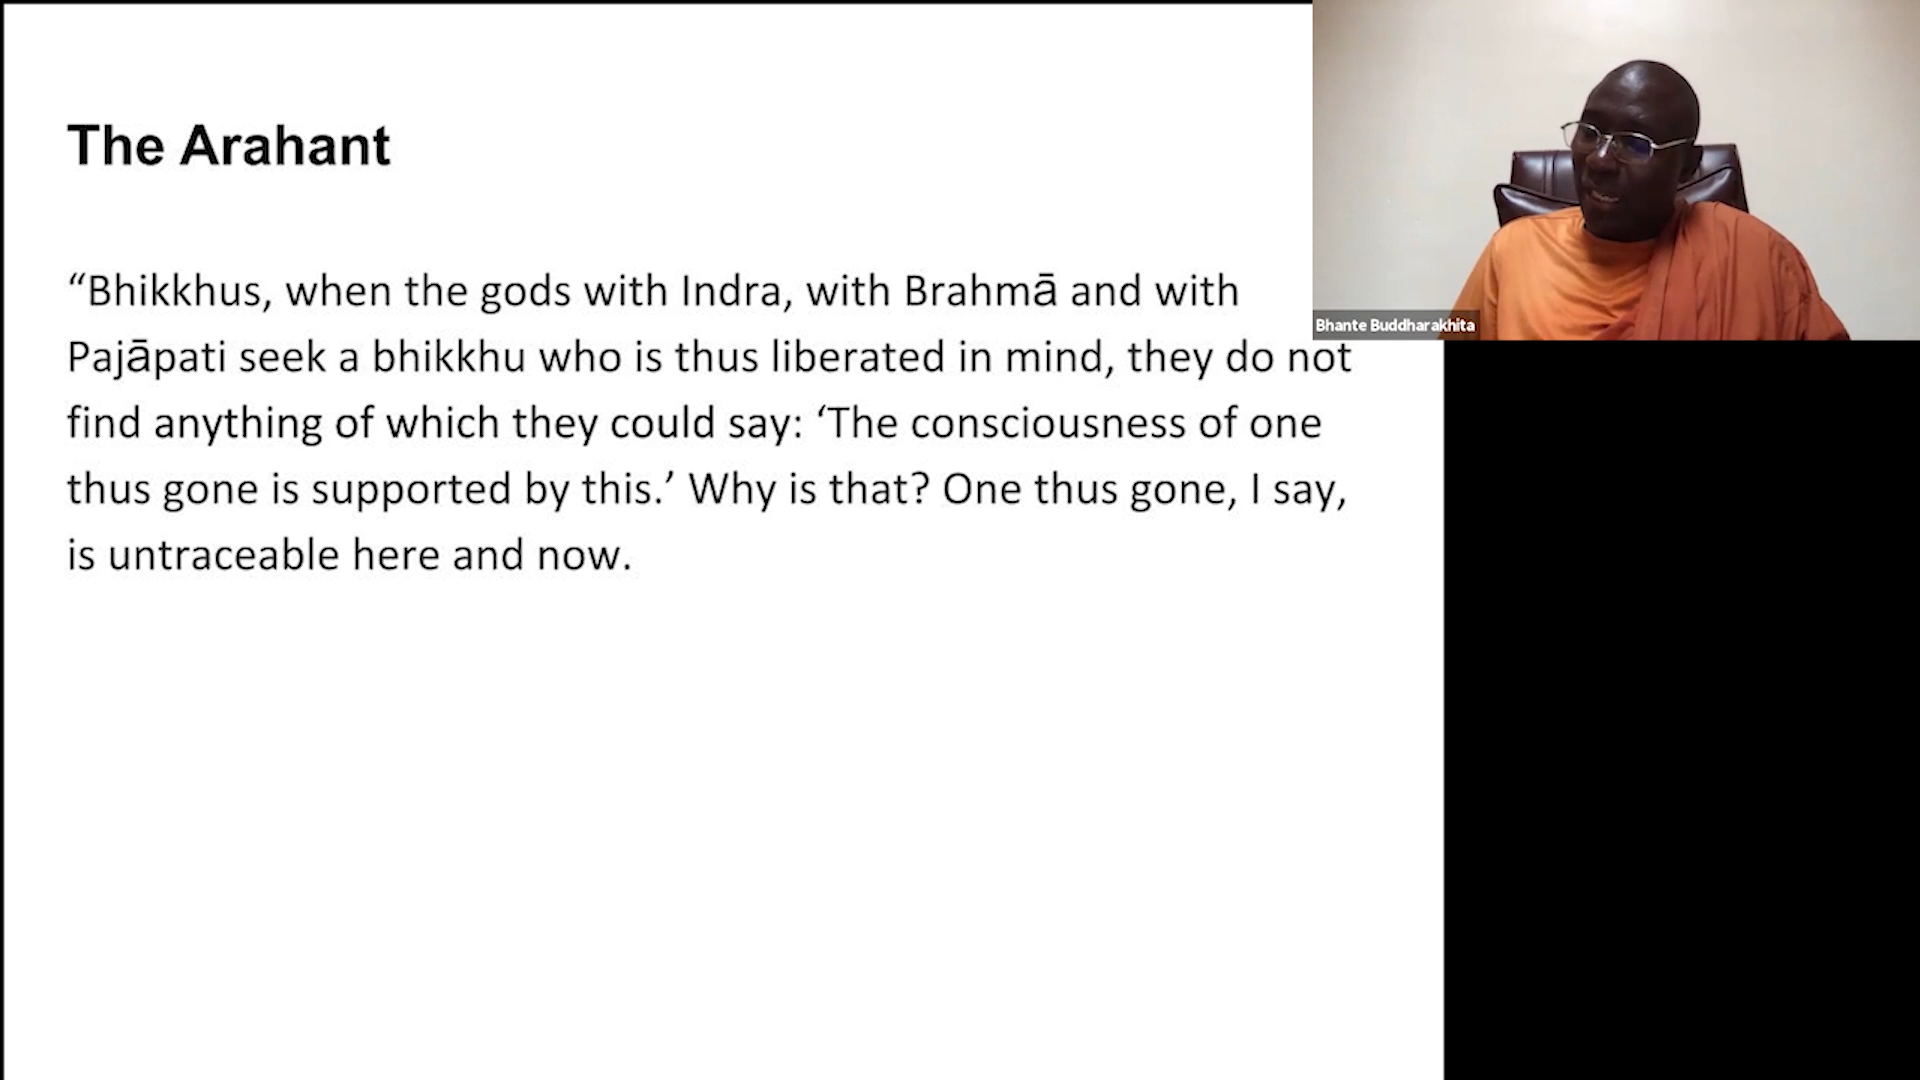 The Arahant
“Bhikkhus, when the gods with Indra, with Brahmā and with
Pajāpati seek a bhikkhu who is thus liberated in mind, they do not
find anything of which they could say: ‘The consciousness of one
thus gone is supported by this.’ Why is that? One thus gone, I say,
is untraceable here and now.
Bhante Buddharakhita